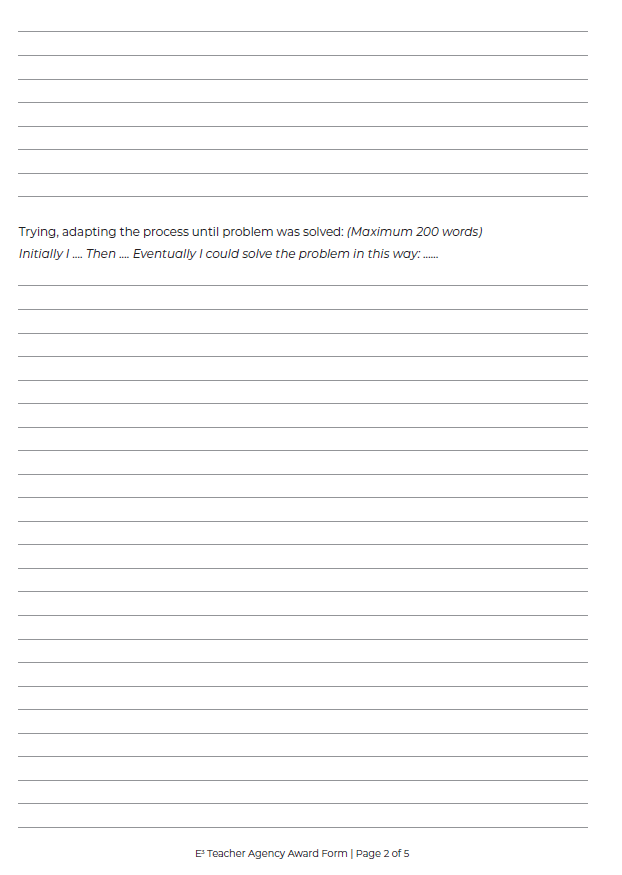 Trying, adapting the process until problem was solved: (Maximum 200 words)
Initially I .... Then .... Eventually I could solve the problem in this way: ......
E³ Teacher Agency Award Form | Page 2 of 5